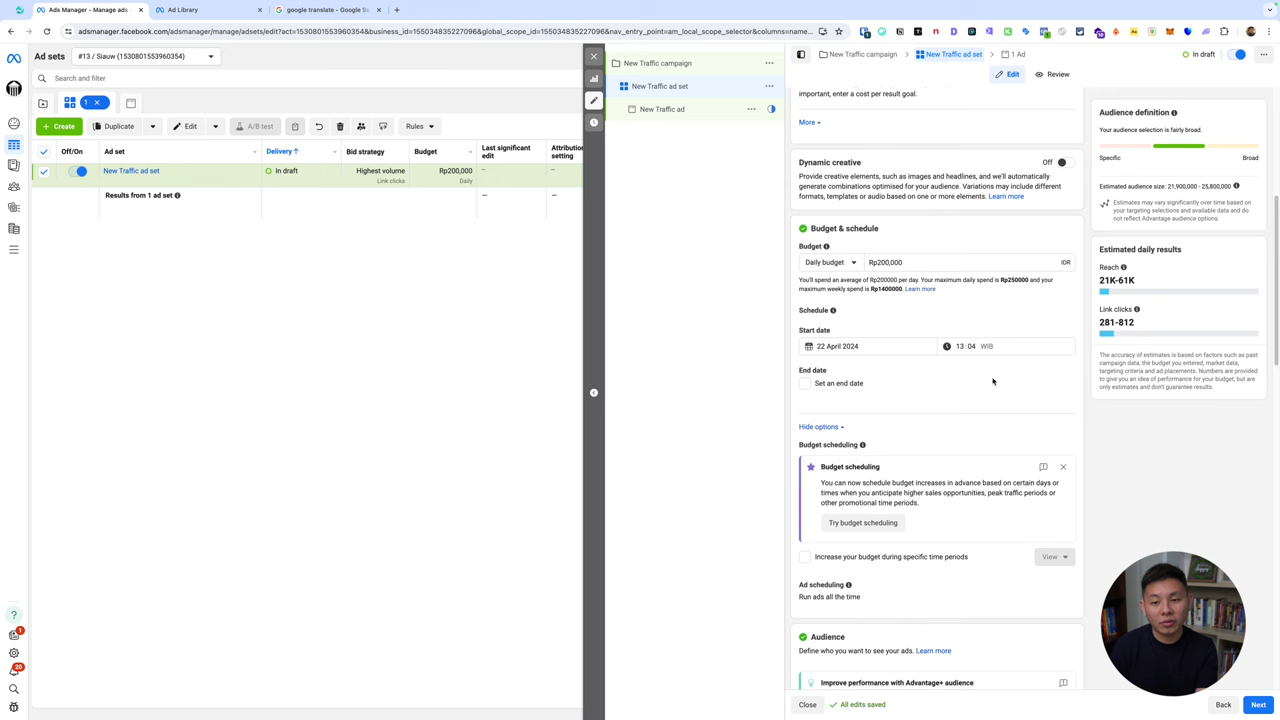 Ads Manager - Manage ads
Ad Library
google translate - Google Se
adsmanager.facebook.com/adsmanager/manage/adsets/edit?act=1530801553960354&business_id=155034835227096&global_scope_id=155034835227096&nav_entry_point=am_local_scope_selector&columns=name...
Ad sets
#13 / Siauw (1530801553960354)
Search and filter
1
Create
Duplicate
Edit
A/B test
Rules
Off/On
Ad set
Delivery ↑
Bid strategy
Budget
Last significant edit
Attribution setting
New Traffic ad set
In draft
Highest volume
Link clicks
Rp200,000
Daily
—
—
Results from 1 ad set
—
—
1
20
New Traffic campaign
New Traffic ad set
New Traffic ad
New Traffic campaign
New Traffic ad set
1 Ad
In draft
Edit
Review
important, enter a cost per result goal.
More
Dynamic creative
Off
Provide creative elements, such as images and headlines, and we'll automatically
generate combinations optimised for your audience. Variations may include different
formats, templates or audio based on one or more elements. Learn more
Budget & schedule
Budget
Daily budget
Rp200,000
IDR
You'll spend an average of Rp200000 per day. Your maximum daily spend is Rp250000 and your
maximum weekly spend is Rp1400000. Learn more
Schedule
Start date
22 April 2024
13:04 WIB
End date
Set an end date
Hide options
Budget scheduling
Budget scheduling
You can now schedule budget increases in advance based on certain days or
times when you anticipate higher sales opportunities, peak traffic periods or
other promotional time periods.
Try budget scheduling
Increase your budget during specific time periods
View
Ad scheduling
Run ads all the time
Audience
Define who you want to see your ads. Learn more
Improve performance with Advantage+ audience
Close
All edits saved
Back
Next
Audience definition
Your audience selection is fairly broad.
Specific
Broad
Estimated audience size: 21,900,000 - 25,800,000
Estimates may vary significantly over time based on
your targeting selections and available data and do
not reflect Advantage audience options.
Estimated daily results
Reach
21K-61K
Link clicks
281-812
The accuracy of estimates is based on factors such as past
campaign data, the budget you entered, market data,
targeting criteria and ad placements. Numbers are provided
to give you an idea of performance for your budget, but are
only estimates and don't guarantee results.